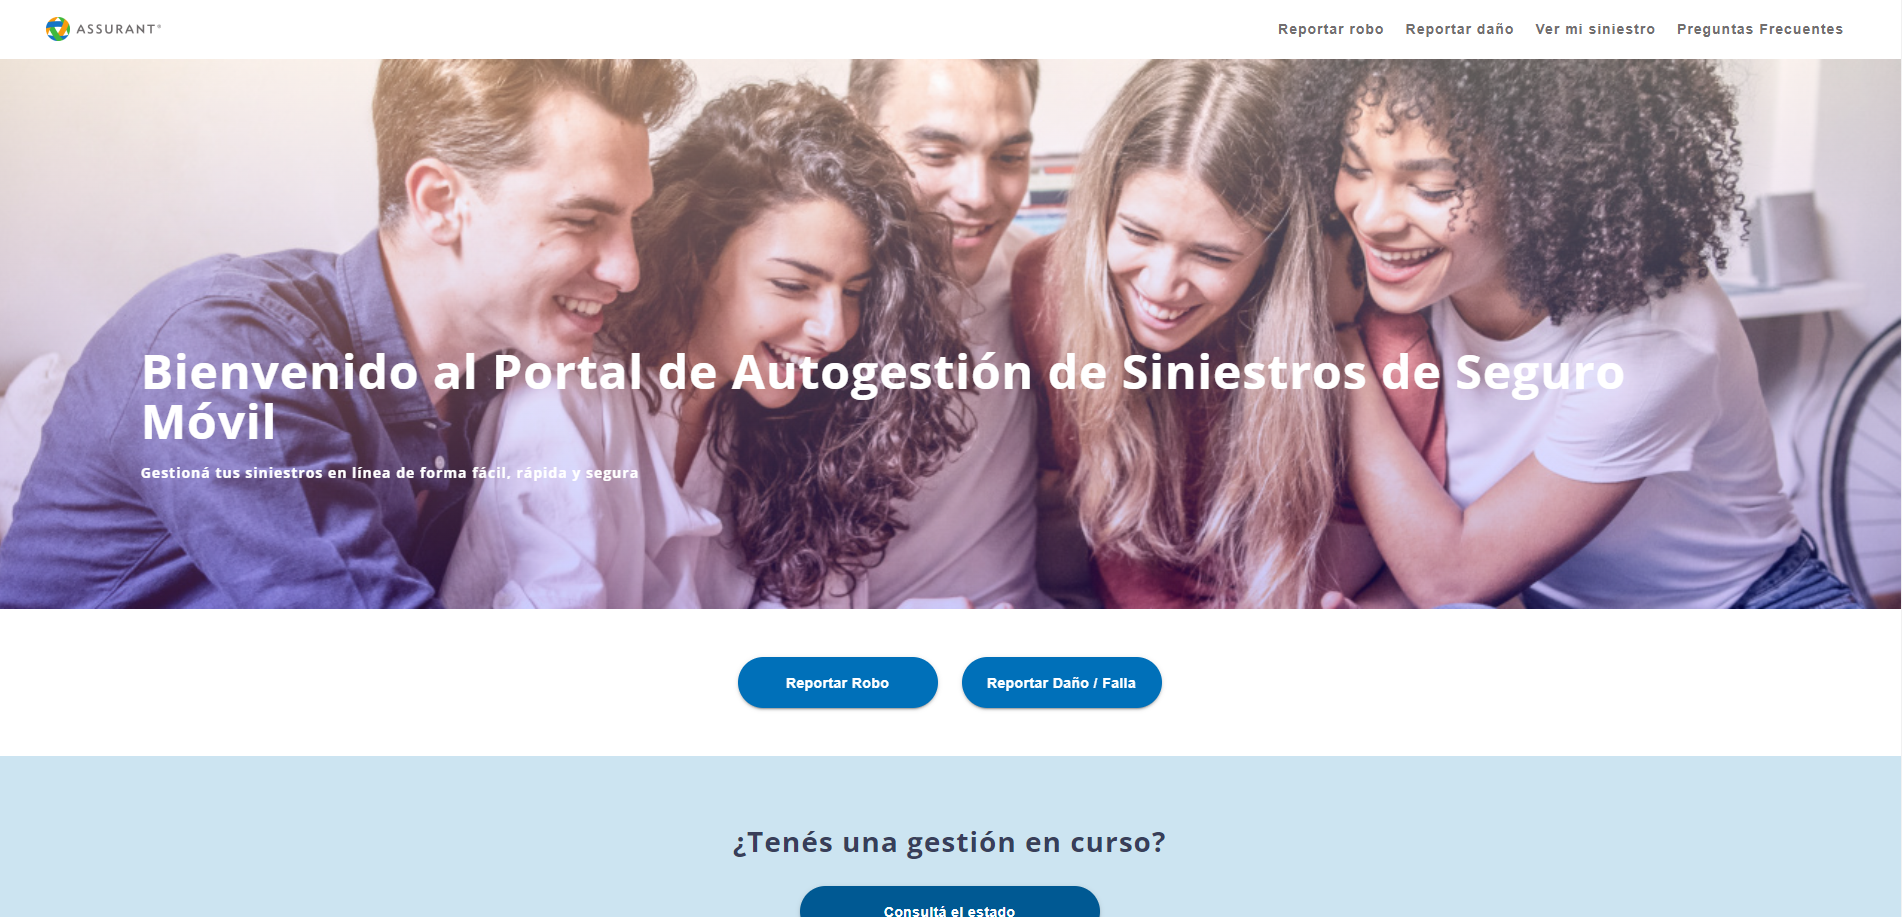 ASSURANT®
Reportar robo
Reportar daño
Ver mi siniestro
Preguntas Frecuentes
Bienvenido al Portal de Autogestión de Siniestros de Seguro
Móvil
Gestioná tus siniestros en línea de forma fácil, rápida y segura
Reportar Robo
Reportar Daño / Falla
¿Tenés una gestión en curso?
Consultá el estado